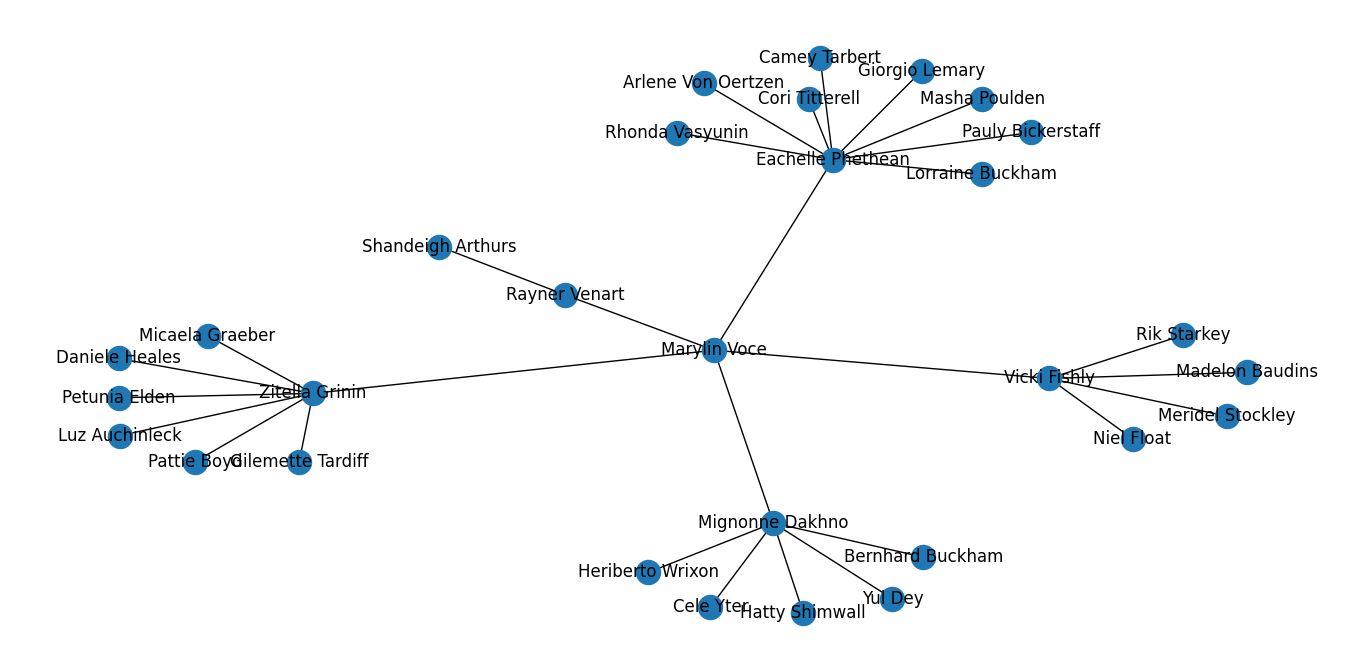 Camey Tarbert
Giorgio Lemary
Arlene Von Oertzen
Cori Titterell
Masha Poulden
Rhonda Vasyunin
Pauly Bickerstaff
Eachelle Phethean
Lorraine Buckham
Shandeigh Arthurs
Rayner Venart
Micaela Graeber
Rik Starkey
Marylin Voce
Daniele Heales
Madelon Baudins
Vicki Fishly
Zitella Grinin
Petunia Elden
Meridel Stockley
Luz Auchinleck
Niel Float
Pattie Boyd
Gilemette Tardiff
Mignonne Dakhno
Bernhard Buckham
Heriberto Wrixon
Yul Dey
Cele Yter
Hatty Shimwall